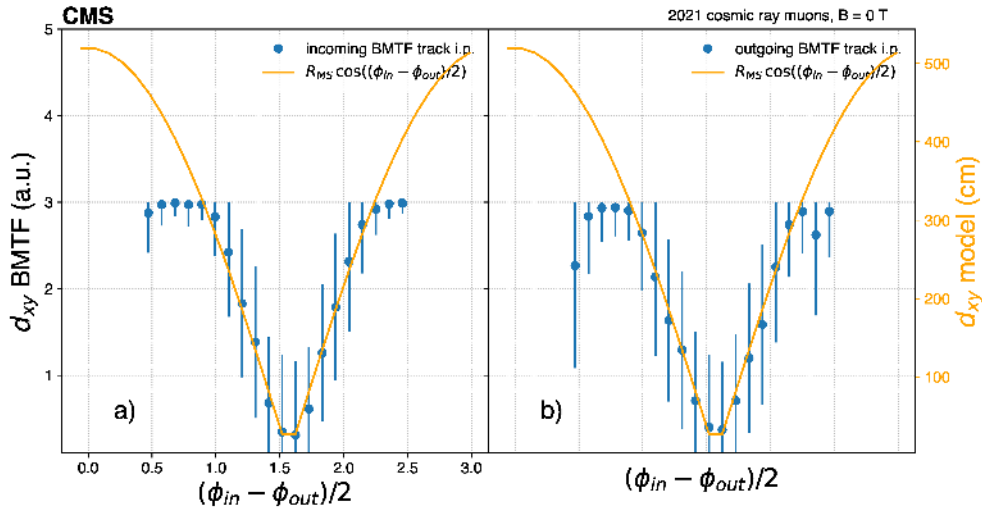 CMS
2021 cosmic ray muons, B = 0 T
incoming BMTF track i.p.
R_MS cos((ϕ_in − ϕ_out)/2)
outgoing BMTF track i.p.
R_MS cos((ϕ_in − ϕ_out)/2)
5
4
3
2
1
d_xy BMTF (a.u.)
500
400
300
200
100
d_xy model (cm)
a)
b)
0.0 0.5 1.0 1.5 2.0 2.5 3.0
(ϕ_in − ϕ_out)/2
(ϕ_in − ϕ_out)/2